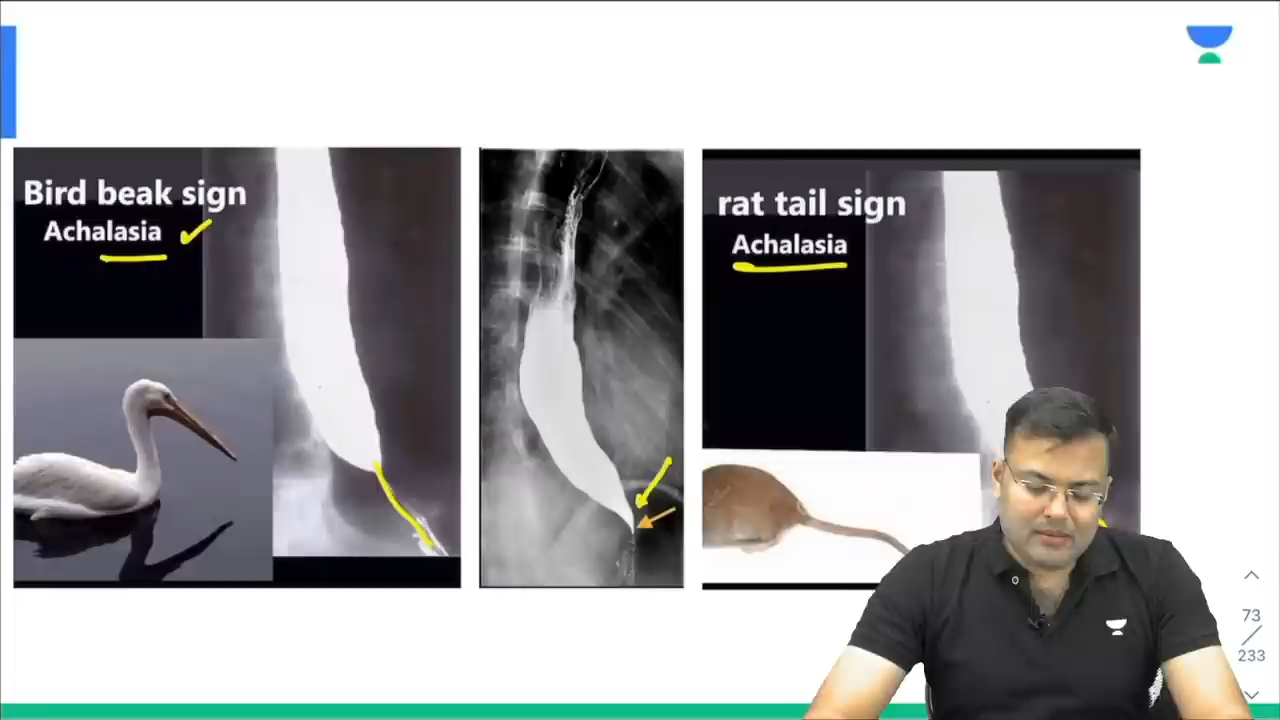 Bird beak sign
Achalasia
rat tail sign
Achalasia
73
233